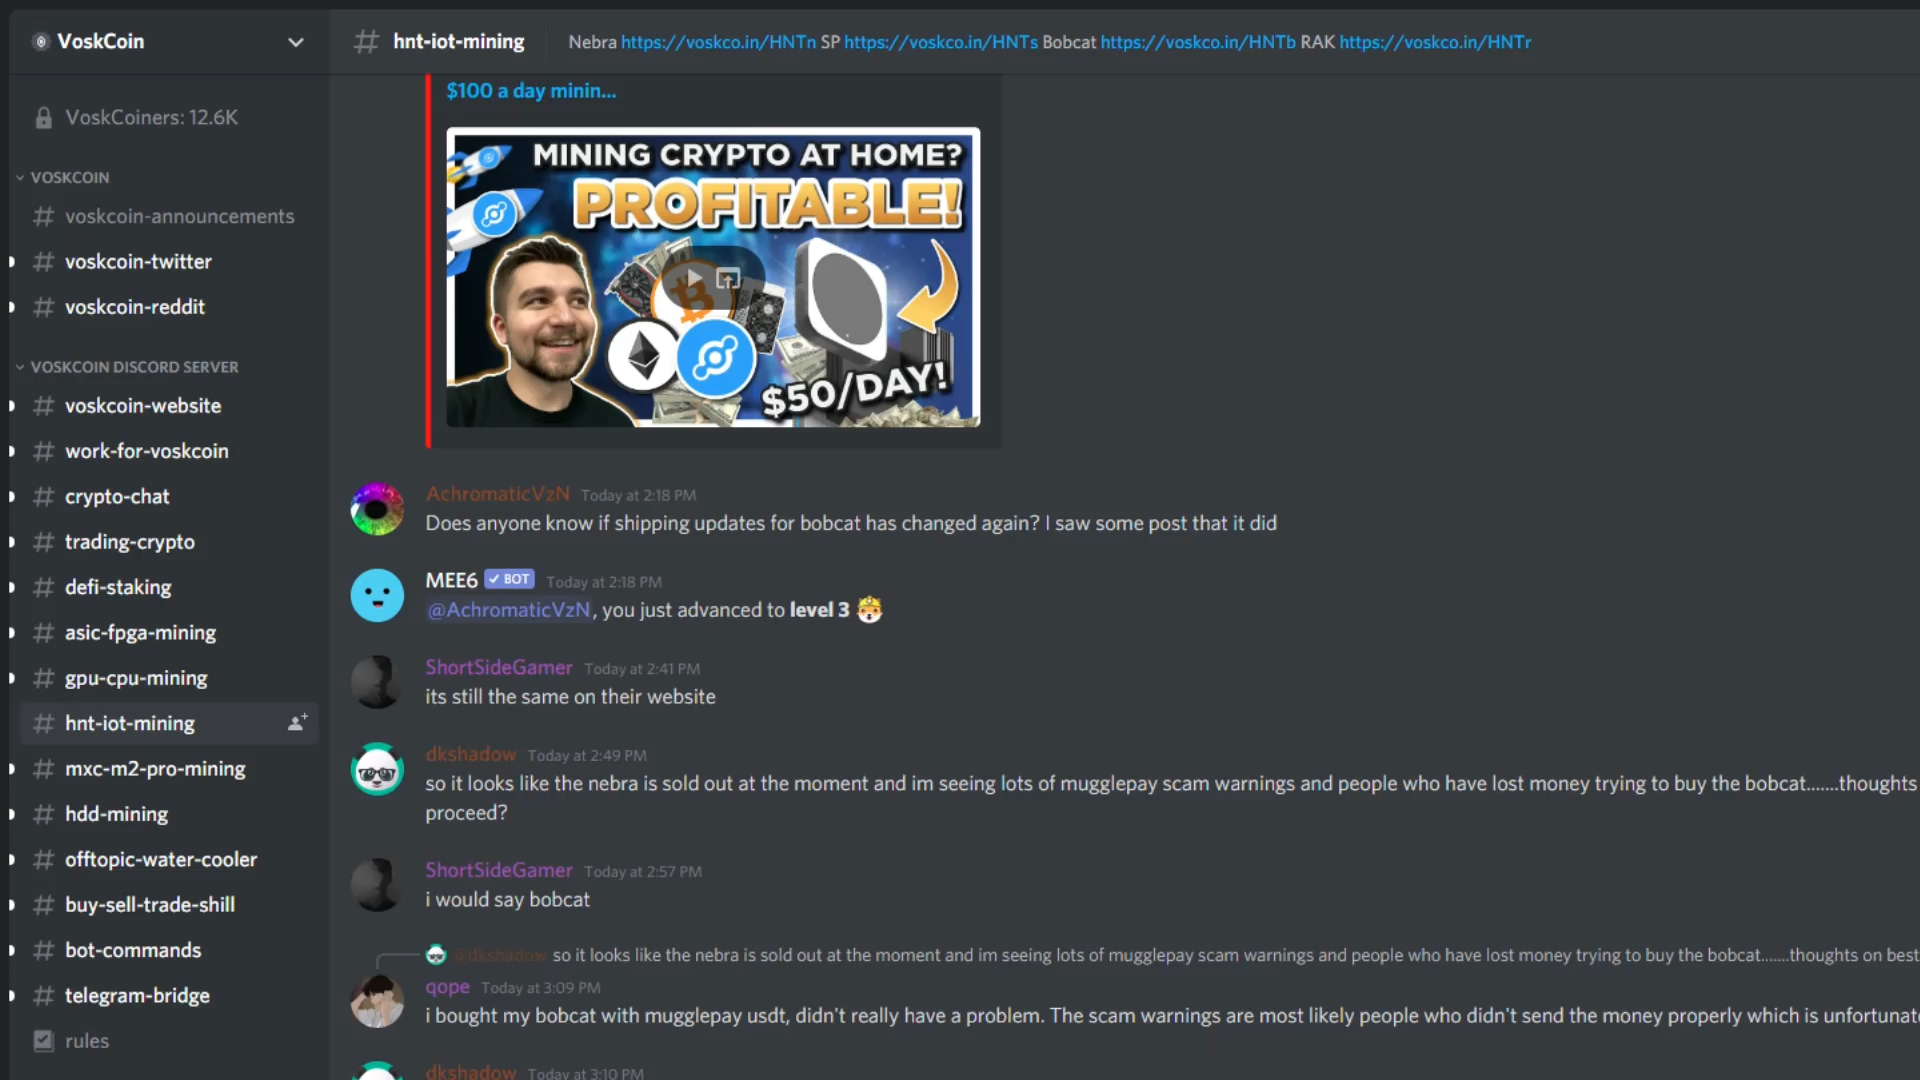 VoskCoin
# hnt-iot-mining
Nebra https://voskco.in/HNTn SP https://voskco.in/HNTs Bobcat https://voskco.in/HNTb RAK https://voskco.in/HNTr
VoskCoiners: 12.6K
VOSKCOIN
# voskcoin-announcements
# voskcoin-twitter
# voskcoin-reddit
VOSKCOIN DISCORD SERVER
# voskcoin-website
# work-for-voskcoin
# crypto-chat
# trading-crypto
# defi-staking
# asic-fpga-mining
# gpu-cpu-mining
# hnt-iot-mining
# mxc-m2-pro-mining
# hdd-mining
# offtopic-water-cooler
# buy-sell-trade-shill
# bot-commands
# telegram-bridge
rules
$100 a day minin...
MINING CRYPTO AT HOME?
PROFITABLE!
$50/DAY!
AchromaticVzN Today at 2:18 PM
Does anyone know if shipping updates for bobcat has changed again? I saw some post that it did
MEE6 ✓ BOT Today at 2:18 PM
@AchromaticVzN, you just advanced to level 3
ShortSideGamer Today at 2:41 PM
its still the same on their website
dkshadow Today at 2:49 PM
so it looks like the nebra is sold out at the moment and im seeing lots of mugglepay scam warnings and people who have lost money trying to buy the bobcat.......thoughts
proceed?
ShortSideGamer Today at 2:57 PM
i would say bobcat
@dkshadow so it looks like the nebra is sold out at the moment and im seeing lots of mugglepay scam warnings and people who have lost money trying to buy the bobcat.......thoughts on best
qope Today at 3:09 PM
i bought my bobcat with mugglepay usdt, didn't really have a problem. The scam warnings are most likely people who didn't send the money properly which is unfortunat
dkshadow Today at 3:10 PM